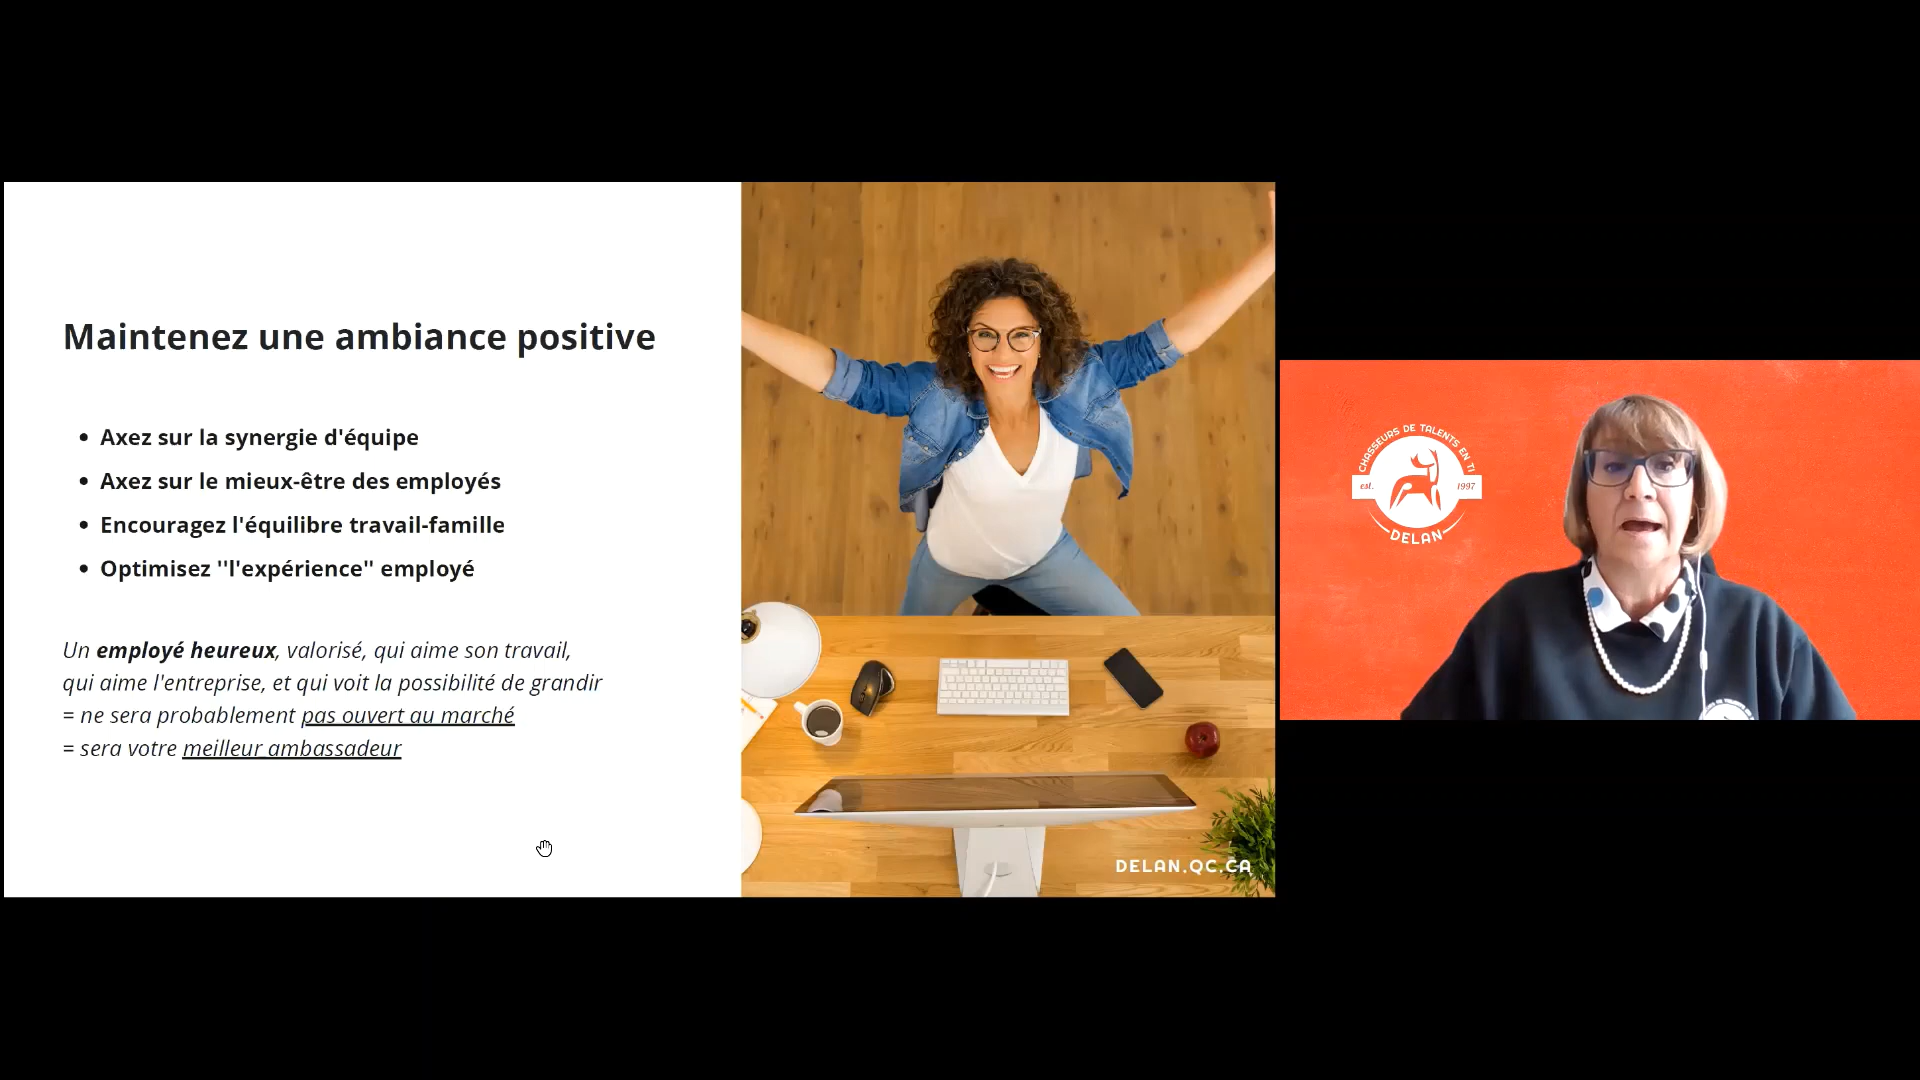 Maintenez une ambiance positive
• Axez sur la synergie d'équipe
• Axez sur le mieux-être des employés
• Encouragez l'équilibre travail-famille
• Optimisez ''l'expérience'' employé
Un employé heureux, valorisé, qui aime son travail,
qui aime l'entreprise, et qui voit la possibilité de grandir
= ne sera probablement pas ouvert au marché
= sera votre meilleur ambassadeur
DELAN.QC.CA
CHASSEURS DE TALENTS EN TI
est. 1997
DELAN